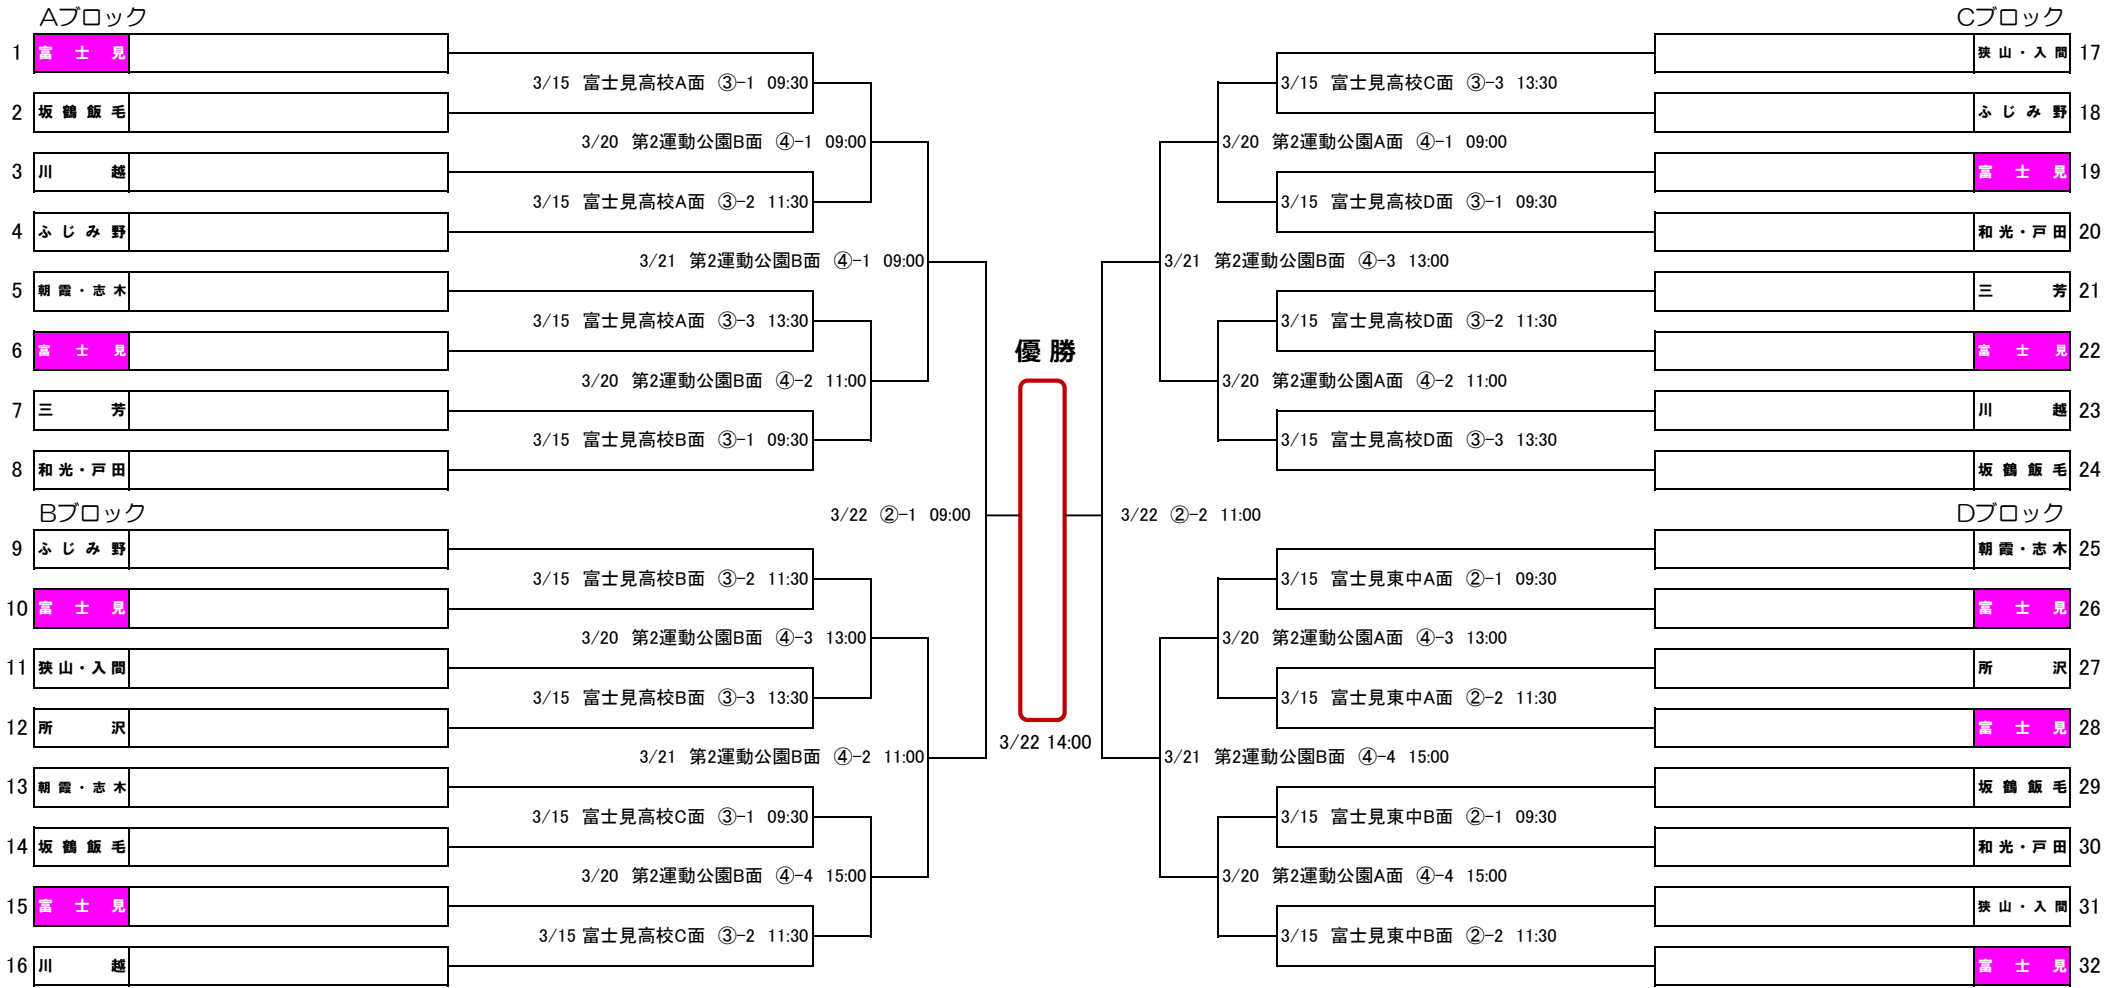 Aブロック
1 富士見
3/15 富士見高校A面 ③-1 09:30
2 坂鶴飯毛
3/20 第2運動公園B面 ④-1 09:00
3 川越
3/15 富士見高校A面 ③-2 11:30
4 ふじみ野
3/21 第2運動公園B面 ④-1 09:00
5 朝霞・志木
3/15 富士見高校A面 ③-3 13:30
6 富士見
3/20 第2運動公園B面 ④-2 11:00
7 三芳
3/15 富士見高校B面 ③-1 09:30
8 和光・戸田
Bブロック
3/22 ②-1 09:00
9 ふじみ野
3/15 富士見高校B面 ③-2 11:30
10 富士見
3/20 第2運動公園B面 ④-3 13:00
11 狭山・入間
3/15 富士見高校B面 ③-3 13:30
12 所沢
3/21 第2運動公園B面 ④-2 11:00
13 朝霞・志木
3/15 富士見高校C面 ③-1 09:30
14 坂鶴飯毛
3/20 第2運動公園B面 ④-4 15:00
15 富士見
3/15 富士見高校C面 ③-2 11:30
16 川越
優勝
3/22 14:00
Cブロック
狭山・入間 17
3/15 富士見高校C面 ③-3 13:30
ふじみ野 18
3/20 第2運動公園A面 ④-1 09:00
富士見 19
3/15 富士見高校D面 ③-1 09:30
和光・戸田 20
3/21 第2運動公園B面 ④-3 13:00
三芳 21
3/15 富士見高校D面 ③-2 11:30
富士見 22
3/20 第2運動公園A面 ④-2 11:00
川越 23
3/15 富士見高校D面 ③-3 13:30
坂鶴飯毛 24
3/22 ②-2 11:00
Dブロック
朝霞・志木 25
3/15 富士見東中A面 ②-1 09:30
富士見 26
3/20 第2運動公園A面 ④-3 13:00
所沢 27
3/15 富士見東中A面 ②-2 11:30
富士見 28
3/21 第2運動公園B面 ④-4 15:00
坂鶴飯毛 29
3/15 富士見東中B面 ②-1 09:30
和光・戸田 30
3/20 第2運動公園A面 ④-4 15:00
狭山・入間 31
3/15 富士見東中B面 ②-2 11:30
富士見 32